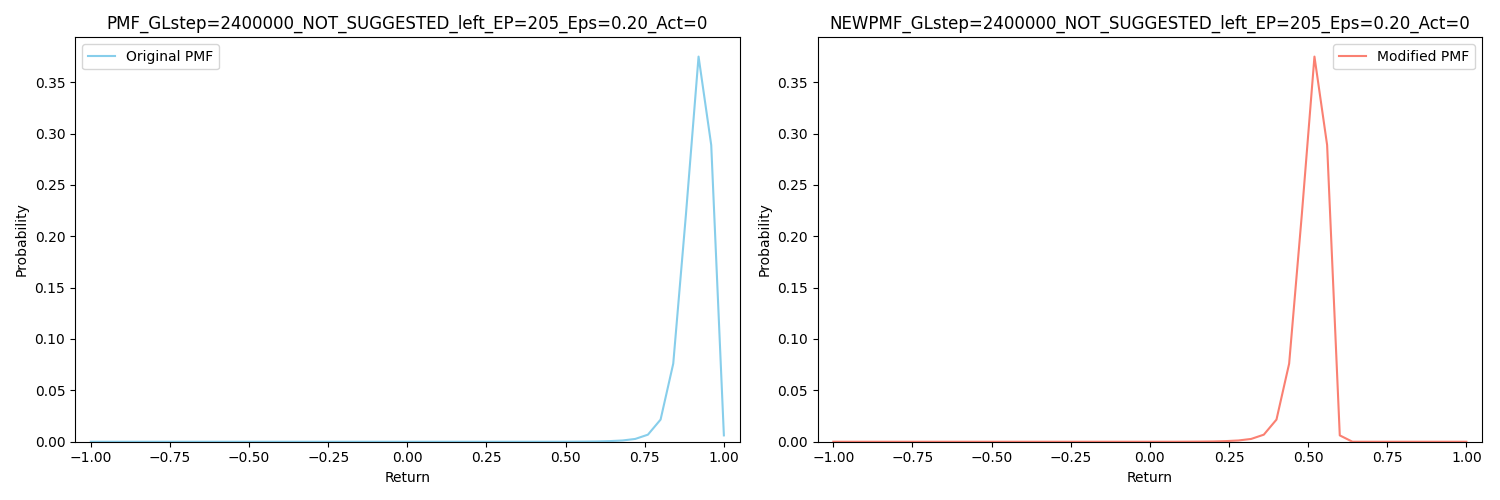 PMF_GLstep=2400000_NOT_SUGGESTED_left_EP=205_Eps=0.20_Act=0
Original PMF
0.35
0.30
0.25
0.20
0.15
0.10
0.05
0.00
Probability
−1.00 −0.75 −0.50 −0.25 0.00 0.25 0.50 0.75 1.00
Return
NEWPMF_GLstep=2400000_NOT_SUGGESTED_left_EP=205_Eps=0.20_Act=0
Modified PMF
0.35
0.30
0.25
0.20
0.15
0.10
0.05
0.00
Probability
−1.00 −0.75 −0.50 −0.25 0.00 0.25 0.50 0.75 1.00
Return